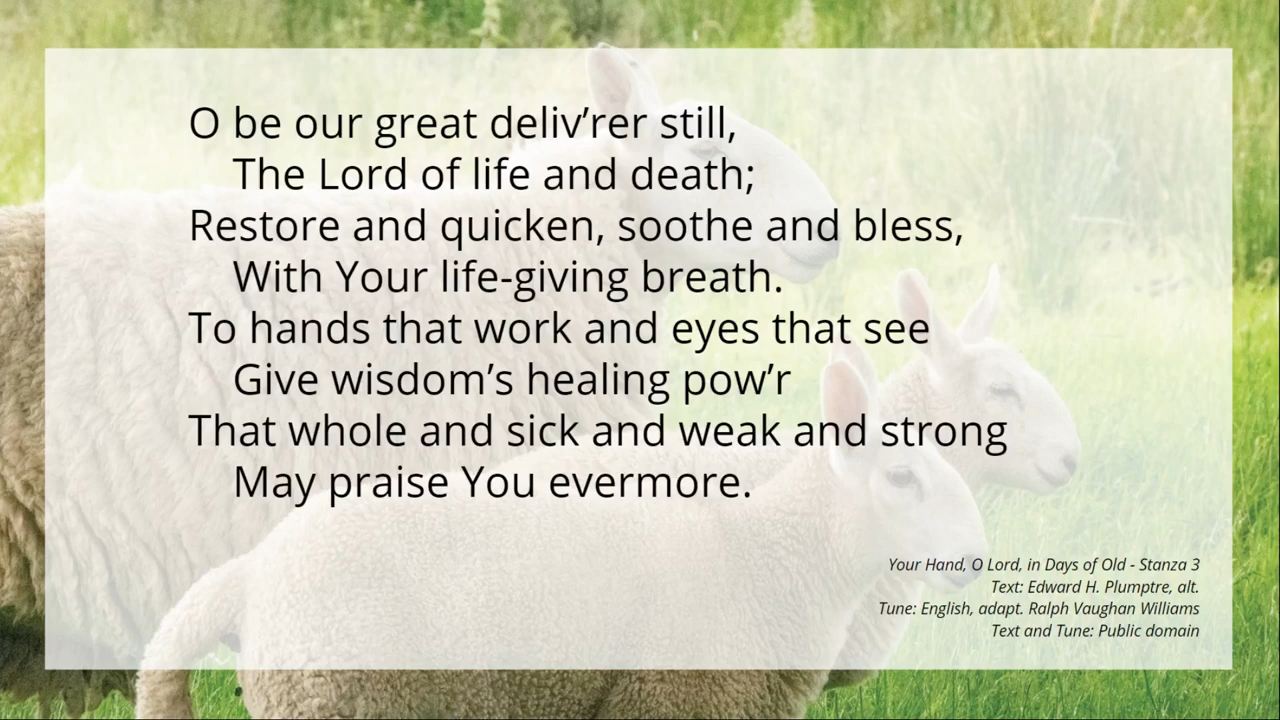 O be our great deliv’rer still,
The Lord of life and death;
Restore and quicken, soothe and bless,
With Your life-giving breath.
To hands that work and eyes that see
Give wisdom’s healing pow’r
That whole and sick and weak and strong
May praise You evermore.
Your Hand, O Lord, in Days of Old - Stanza 3
Text: Edward H. Plumptre, alt.
Tune: English, adapt. Ralph Vaughan Williams
Text and Tune: Public domain